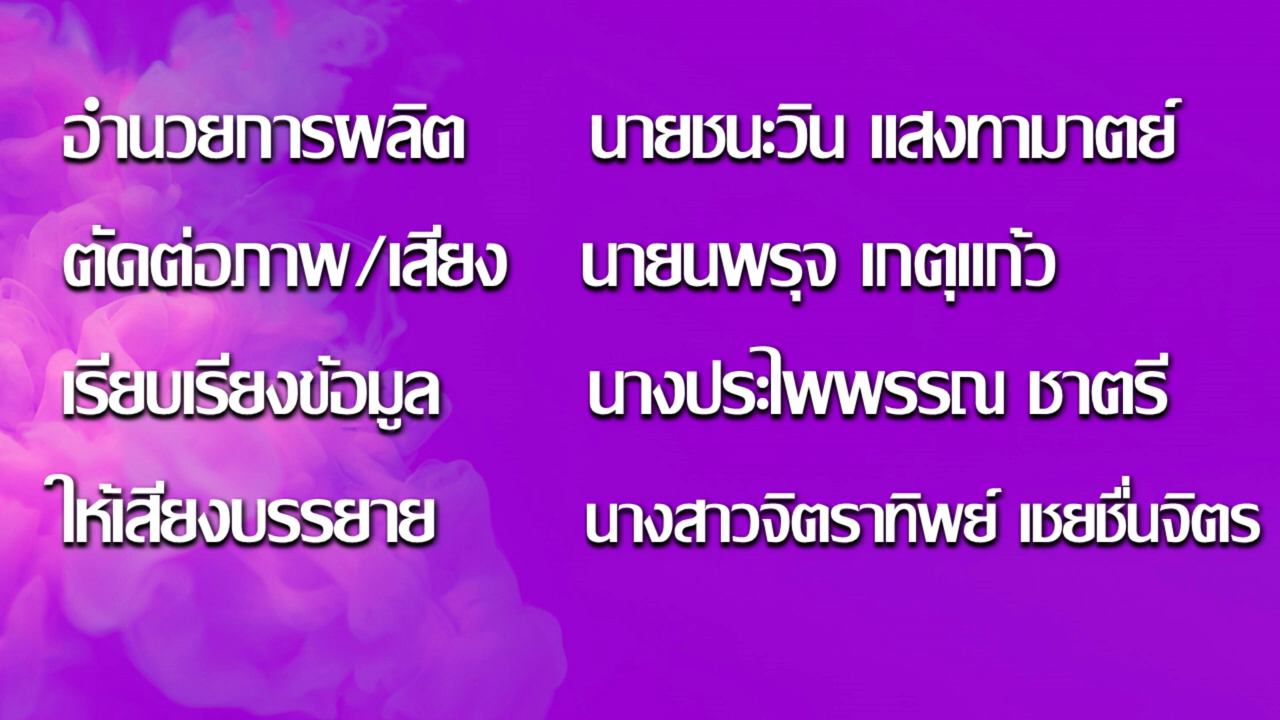 อำนวยการผลิต นายชนะวิน แสงทามาตย์
ตัดต่อภาพ/เสียง นายนพรุจ เกตุแก้ว
เรียบเรียงข้อมูล นางประไพพรรณ ชาตรี
ให้เสียงบรรยาย นางสาวจิตราทิพย์ เชยชื่นจิตร